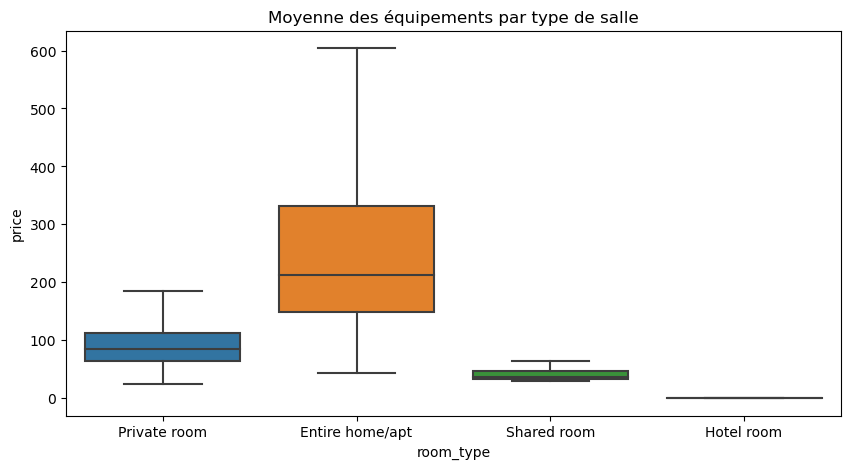 Moyenne des équipements par type de salle
price
600
500
400
300
200
100
0
Private room
Entire home/apt
Shared room
Hotel room
room_type